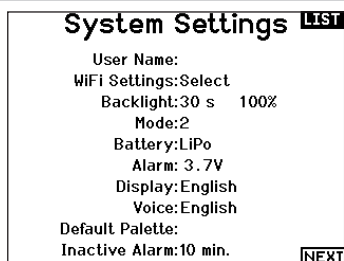 System Settings LIST
User Name:
WiFi Settings:Select
Backlight:30 s 100%
Mode:2
Battery:LiPo
Alarm: 3.7V
Display:English
Voice:English
Default Palette:
Inactive Alarm:10 min.
NEXT